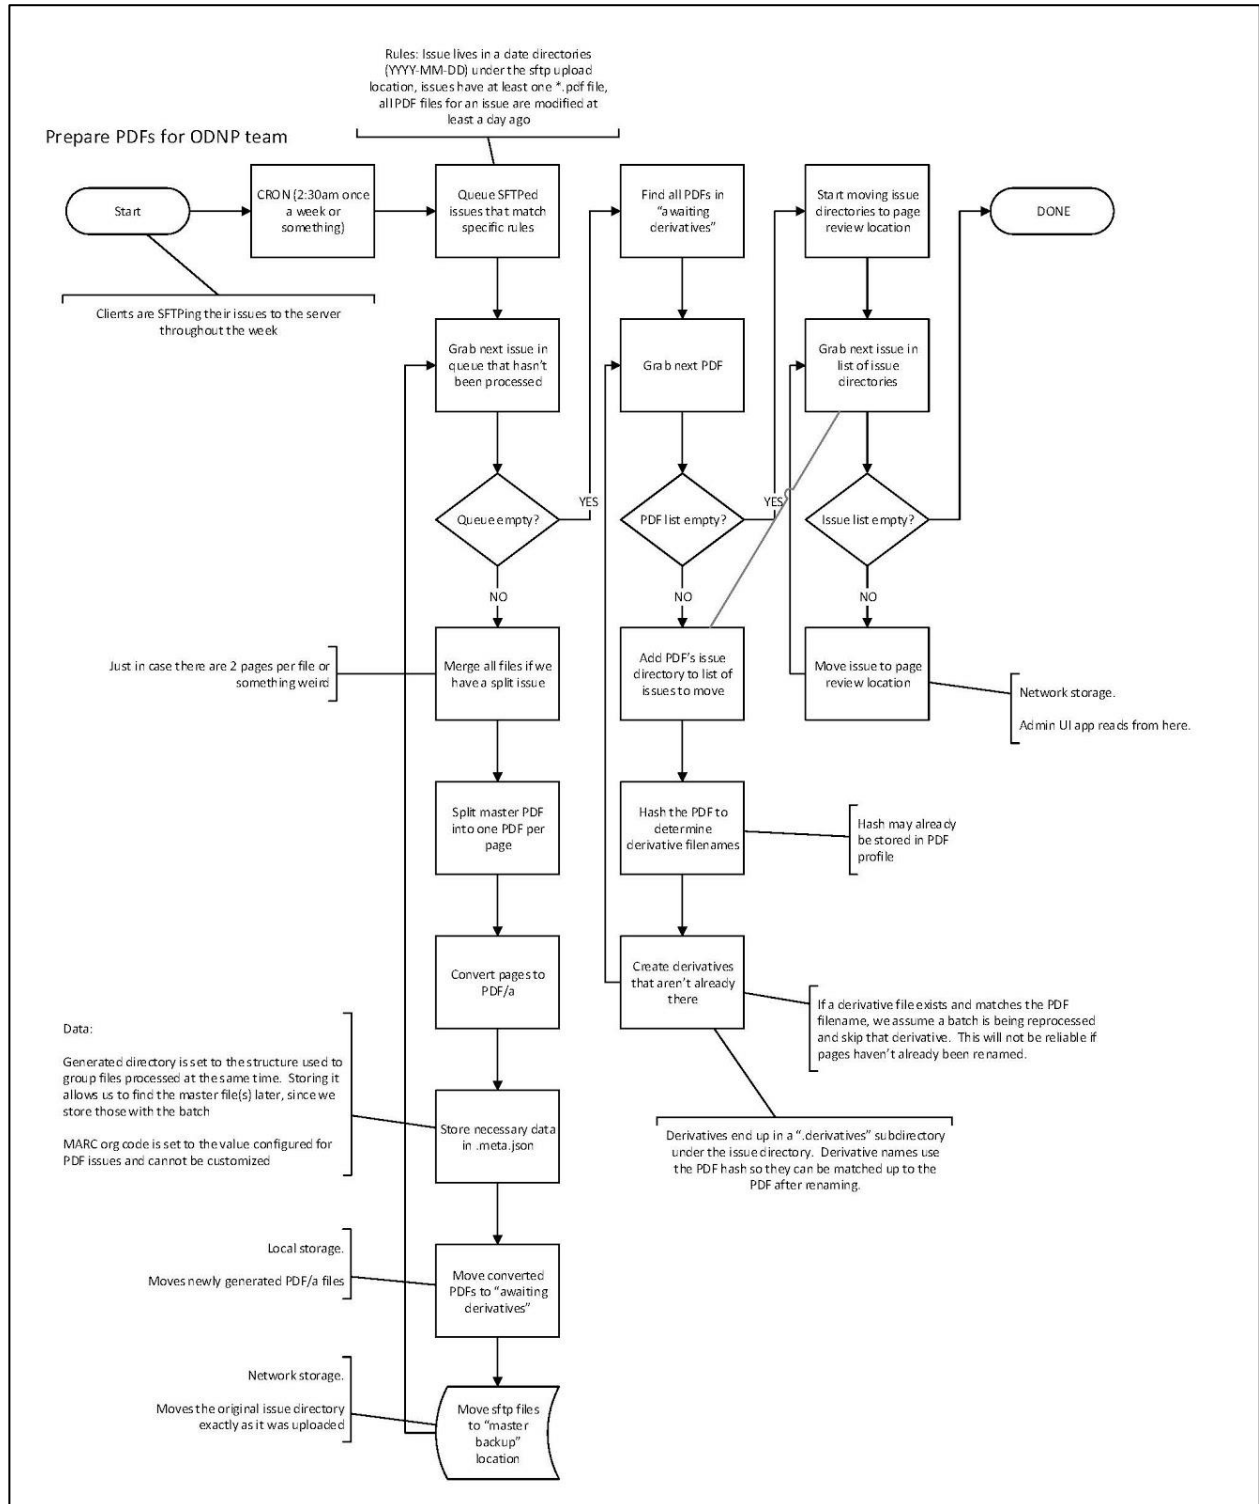 Rules: Issue lives in a date directories
(YYYY-MM-DD) under the sftp upload
location, issues have at least one *.pdf file,
all PDF files for an issue are modified at
least a day ago
Prepare PDFs for ODNP team
Start
CRON (2:30am once
a week or
something)
Queue SFTPed
issues that match
specific rules
Find all PDFs in
"awaiting
derivatives"
Start moving issue
directories to page
review location
DONE
Clients are SFTPing their issues to the server
throughout the week
Grab next issue in
queue that hasn't
been processed
Grab next PDF
Grab next issue in
list of issue
directories
Queue empty?
YES
PDF list empty?
YES
Issue list empty?
NO
NO
NO
Just in case there are 2 pages per file or
something weird
Merge all files if we
have a split issue
Add PDF's issue
directory to list of
issues to move
Move issue to page
review location
Network storage.
Admin UI app reads from here.
Split master PDF
into one PDF per
page
Hash the PDF to
determine
derivative filenames
Hash may already
be stored in PDF
profile
Convert pages to
PDF/a
Create derivatives
that aren't already
there
If a derivative file exists and matches the PDF
filename, we assume a batch is being reprocessed
and skip that derivative. This will not be reliable if
pages haven't already been renamed.
Data:
Generated directory is set to the structure used to
group files processed at the same time. Storing it
allows us to find the master file(s) later, since we
store those with the batch
MARC org code is set to the value configured for
PDF issues and cannot be customized
Store necessary data
in .meta.json
Derivatives end up in a ".derivatives" subdirectory
under the issue directory. Derivative names use
the PDF hash so they can be matched up to the
PDF after renaming.
Local storage.
Moves newly generated PDF/a files
Move converted
PDFs to "awaiting
derivatives"
Network storage.
Moves the original issue directory
exactly as it was uploaded
Move sftp files
to "master
backup"
location